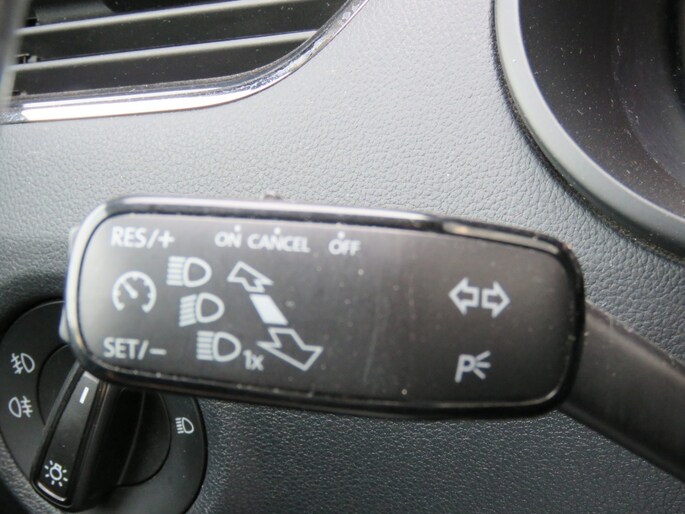 RES/+ ON CANCEL OFF
SET/- 1x
P